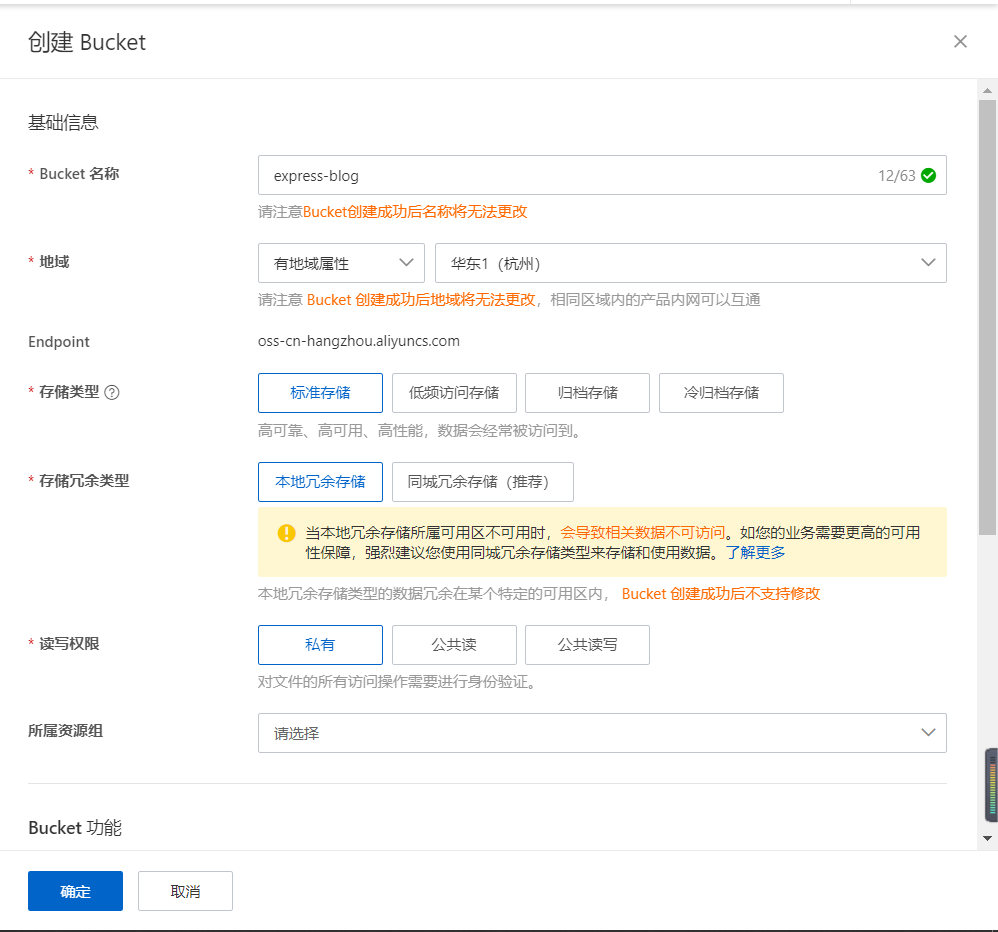 创建 Bucket
基础信息
* Bucket 名称
express-blog
12/63
请注意Bucket创建成功后名称将无法更改
* 地域
有地域属性
华东1（杭州）
请注意 Bucket 创建成功后地域将无法更改，相同区域内的产品内网可以互通
Endpoint
oss-cn-hangzhou.aliyuncs.com
* 存储类型 ?
标准存储
低频访问存储
归档存储
冷归档存储
高可靠、高可用、高性能，数据会经常被访问到。
* 存储冗余类型
本地冗余存储
同城冗余存储（推荐）
当本地冗余存储所属可用区不可用时，会导致相关数据不可访问。如您的业务需要更高的可用
性保障，强烈建议您使用同城冗余存储类型来存储和使用数据。了解更多
本地冗余存储类型的数据冗余在某个特定的可用区内， Bucket 创建成功后不支持修改
* 读写权限
私有
公共读
公共读写
对文件的所有访问操作需要进行身份验证。
所属资源组
请选择
Bucket 功能
确定
取消